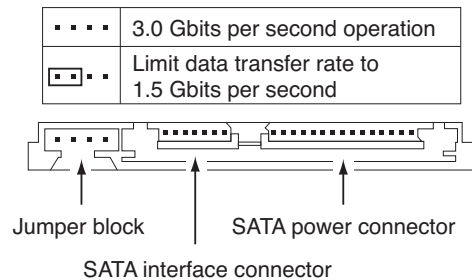 3.0 Gbits per second operation
Limit data transfer rate to
1.5 Gbits per second
Jumper block
SATA power connector
SATA interface connector